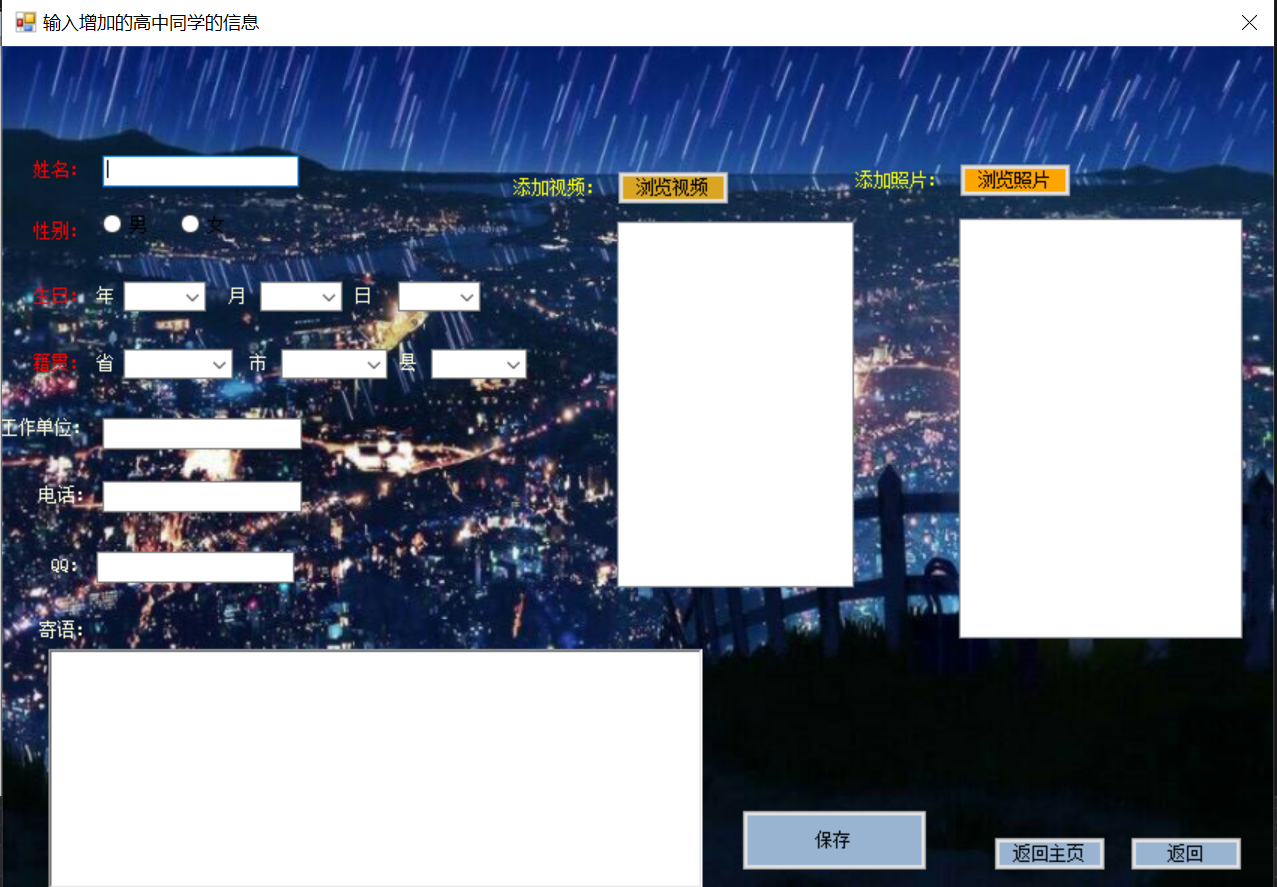 输入增加的高中同学的信息
姓名：
添加视频： 浏览视频
添加照片： 浏览照片
性别： 男 女
生日： 年 月 日
籍贯： 省 市 县
工作单位：
电话：
QQ：
寄语：
保存
返回主页 返回